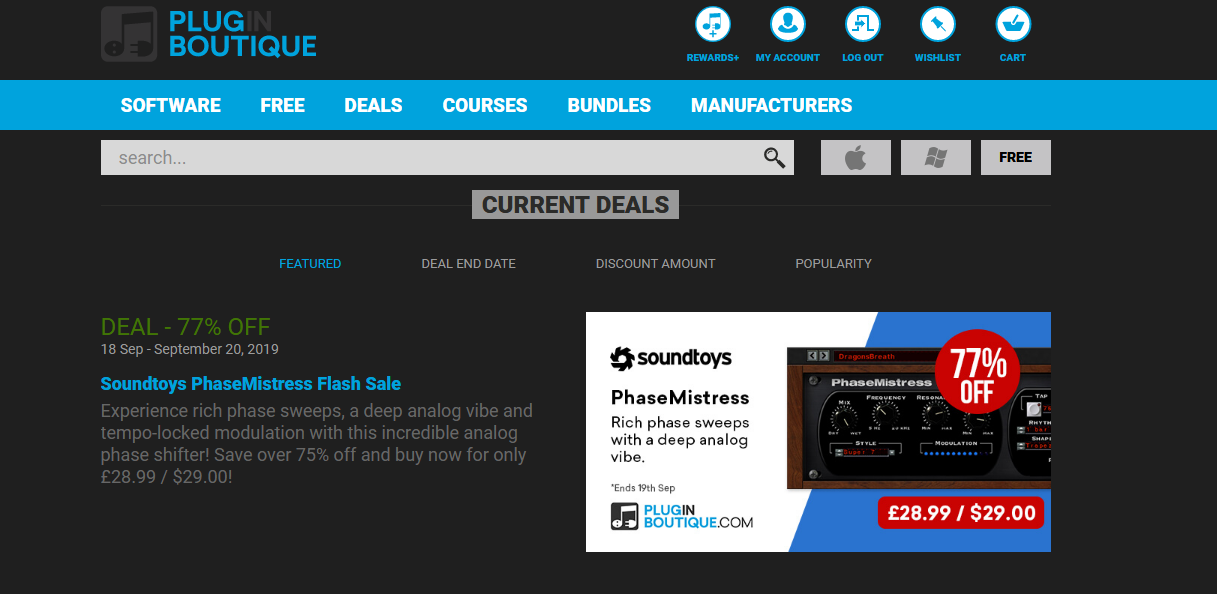 PLUGIN
BOUTIQUE
REWARDS+
MY ACCOUNT
LOG OUT
WISHLIST
CART
SOFTWARE
FREE
DEALS
COURSES
BUNDLES
MANUFACTURERS
search...
FREE
CURRENT DEALS
FEATURED
DEAL END DATE
DISCOUNT AMOUNT
POPULARITY
DEAL - 77% OFF
18 Sep - September 20, 2019
Soundtoys PhaseMistress Flash Sale
Experience rich phase sweeps, a deep analog vibe and
tempo-locked modulation with this incredible analog
phase shifter! Save over 75% off and buy now for only
£28.99 / $29.00!
soundtoys
PhaseMistress
Rich phase sweeps
with a deep analog
vibe.
*Ends 19th Sep
PLUGIN
BOUTIQUE.COM
DragonsBreath
PhaseMistress
77%
OFF
MIX
FREQUENCY
TAP
STYLE
MODULATION
£28.99 / $29.00